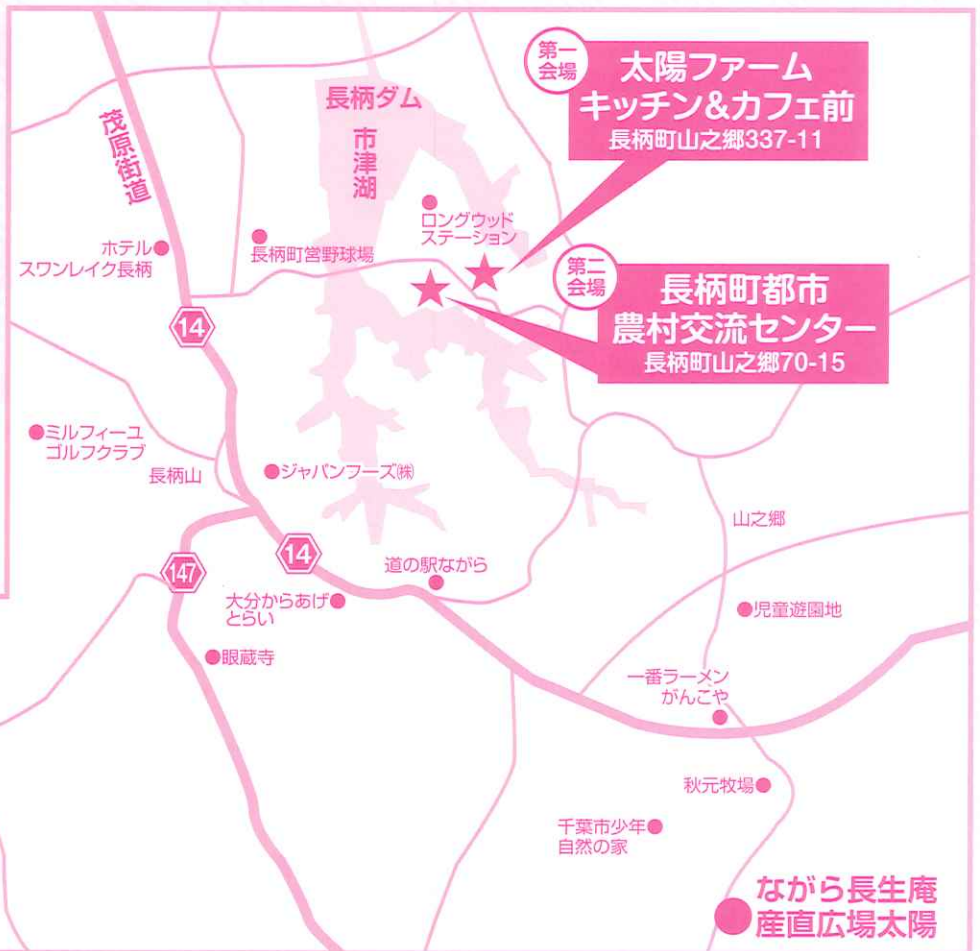 第一
会場
太陽ファーム
キッチン&カフェ前
長柄町山之郷337-11
長柄ダム
市津湖
茂原街道
ロングウッド
ステーション
ホテル
スワンレイク長柄
長柄町営野球場
第二
会場
長柄町都市
農村交流センター
長柄町山之郷70-15
14
ミルフィーユ
ゴルフクラブ
長柄山
ジャパンフーズ㈱
山之郷
14
147
道の駅ながら
大分からあげ
とらい
児童遊園地
眼蔵寺
一番ラーメン
がんこや
秋元牧場
千葉市少年
自然の家
ながら長生庵
産直広場太陽